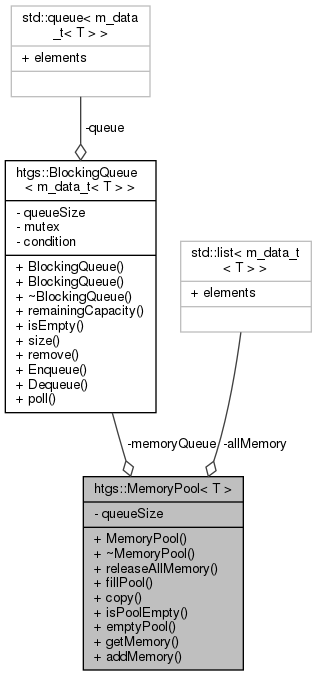 std::queue< m_data
_t< T > >
+ elements
-queue
htgs::BlockingQueue
< m_data_t< T > >
- queueSize
- mutex
- condition
+ BlockingQueue()
+ BlockingQueue()
+ ~BlockingQueue()
+ remainingCapacity()
+ isEmpty()
+ size()
+ remove()
+ Enqueue()
+ Dequeue()
+ poll()
std::list< m_data_t
< T > >
+ elements
-memoryQueue
-allMemory
htgs::MemoryPool< T >
- queueSize
+ MemoryPool()
+ ~MemoryPool()
+ releaseAllMemory()
+ fillPool()
+ copy()
+ isPoolEmpty()
+ emptyPool()
+ getMemory()
+ addMemory()